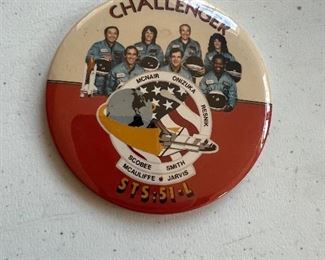 CHALLENGER
McNAIR ONIZUKA RESNIK
SCOBEE SMITH
McAULIFFE JARVIS
STS:51-L